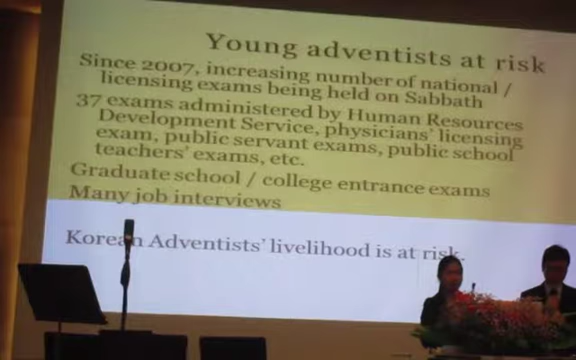 Young adventists at risk
Since 2007, increasing number of national /
licensing exams being held on Sabbath
37 exams administered by Human Resources
Development Service, physicians' licensing
exam, public servant exams, public school
teachers' exams, etc.
Graduate school / college entrance exams
Many job interviews
Korean Adventists' livelihood is at risk.